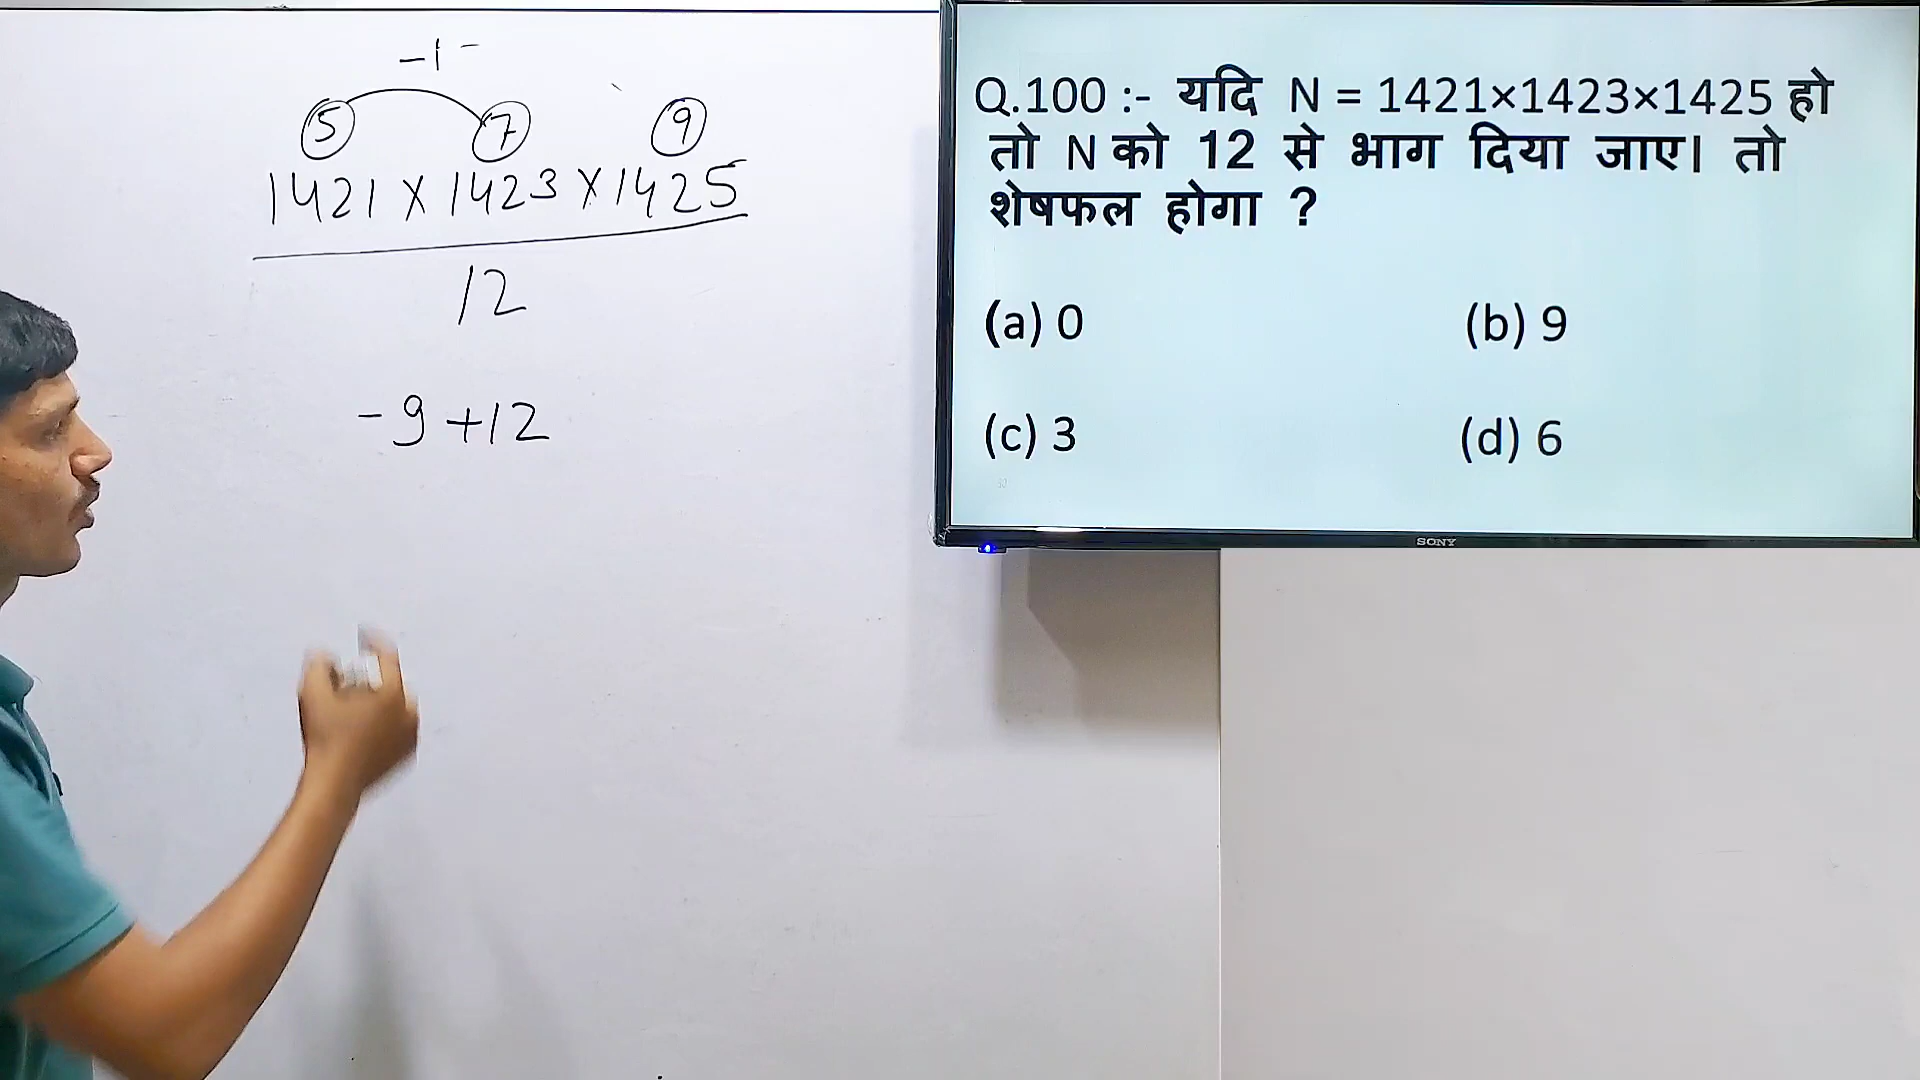 -1-
5 7 9
1421 X 1423 X 1425
12
-9 +12
Q.100 :- यदि N = 1421×1423×1425 हो
तो N को 12 से भाग दिया जाए। तो
शेषफल होगा ?
(a) 0 (b) 9
(c) 3 (d) 6
30
SONY